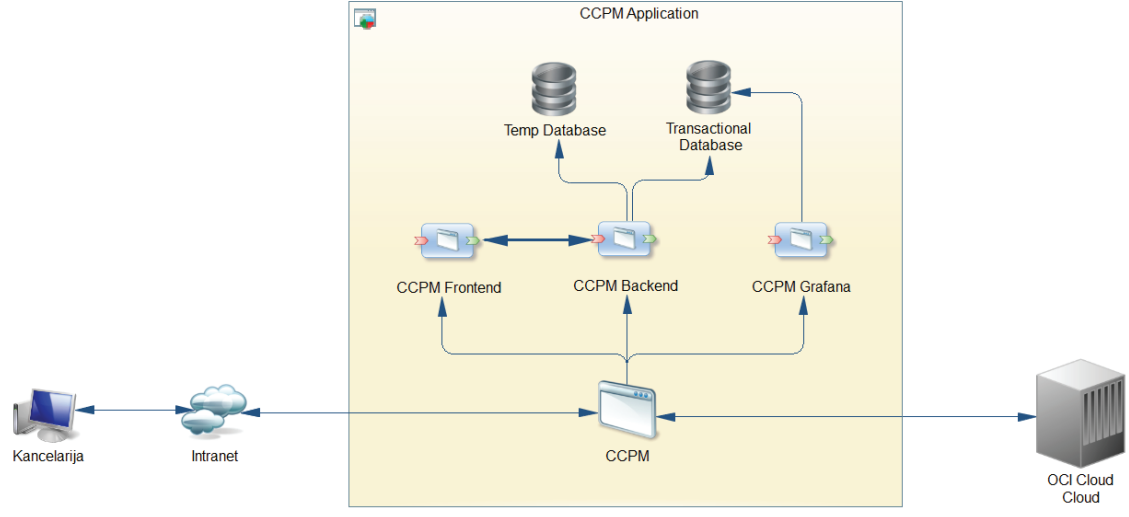 CCPM Application
Temp Database
Transactional
Database
CCPM Frontend
CCPM Backend
CCPM Grafana
Kancelarija
Intranet
CCPM
OCI Cloud
Cloud